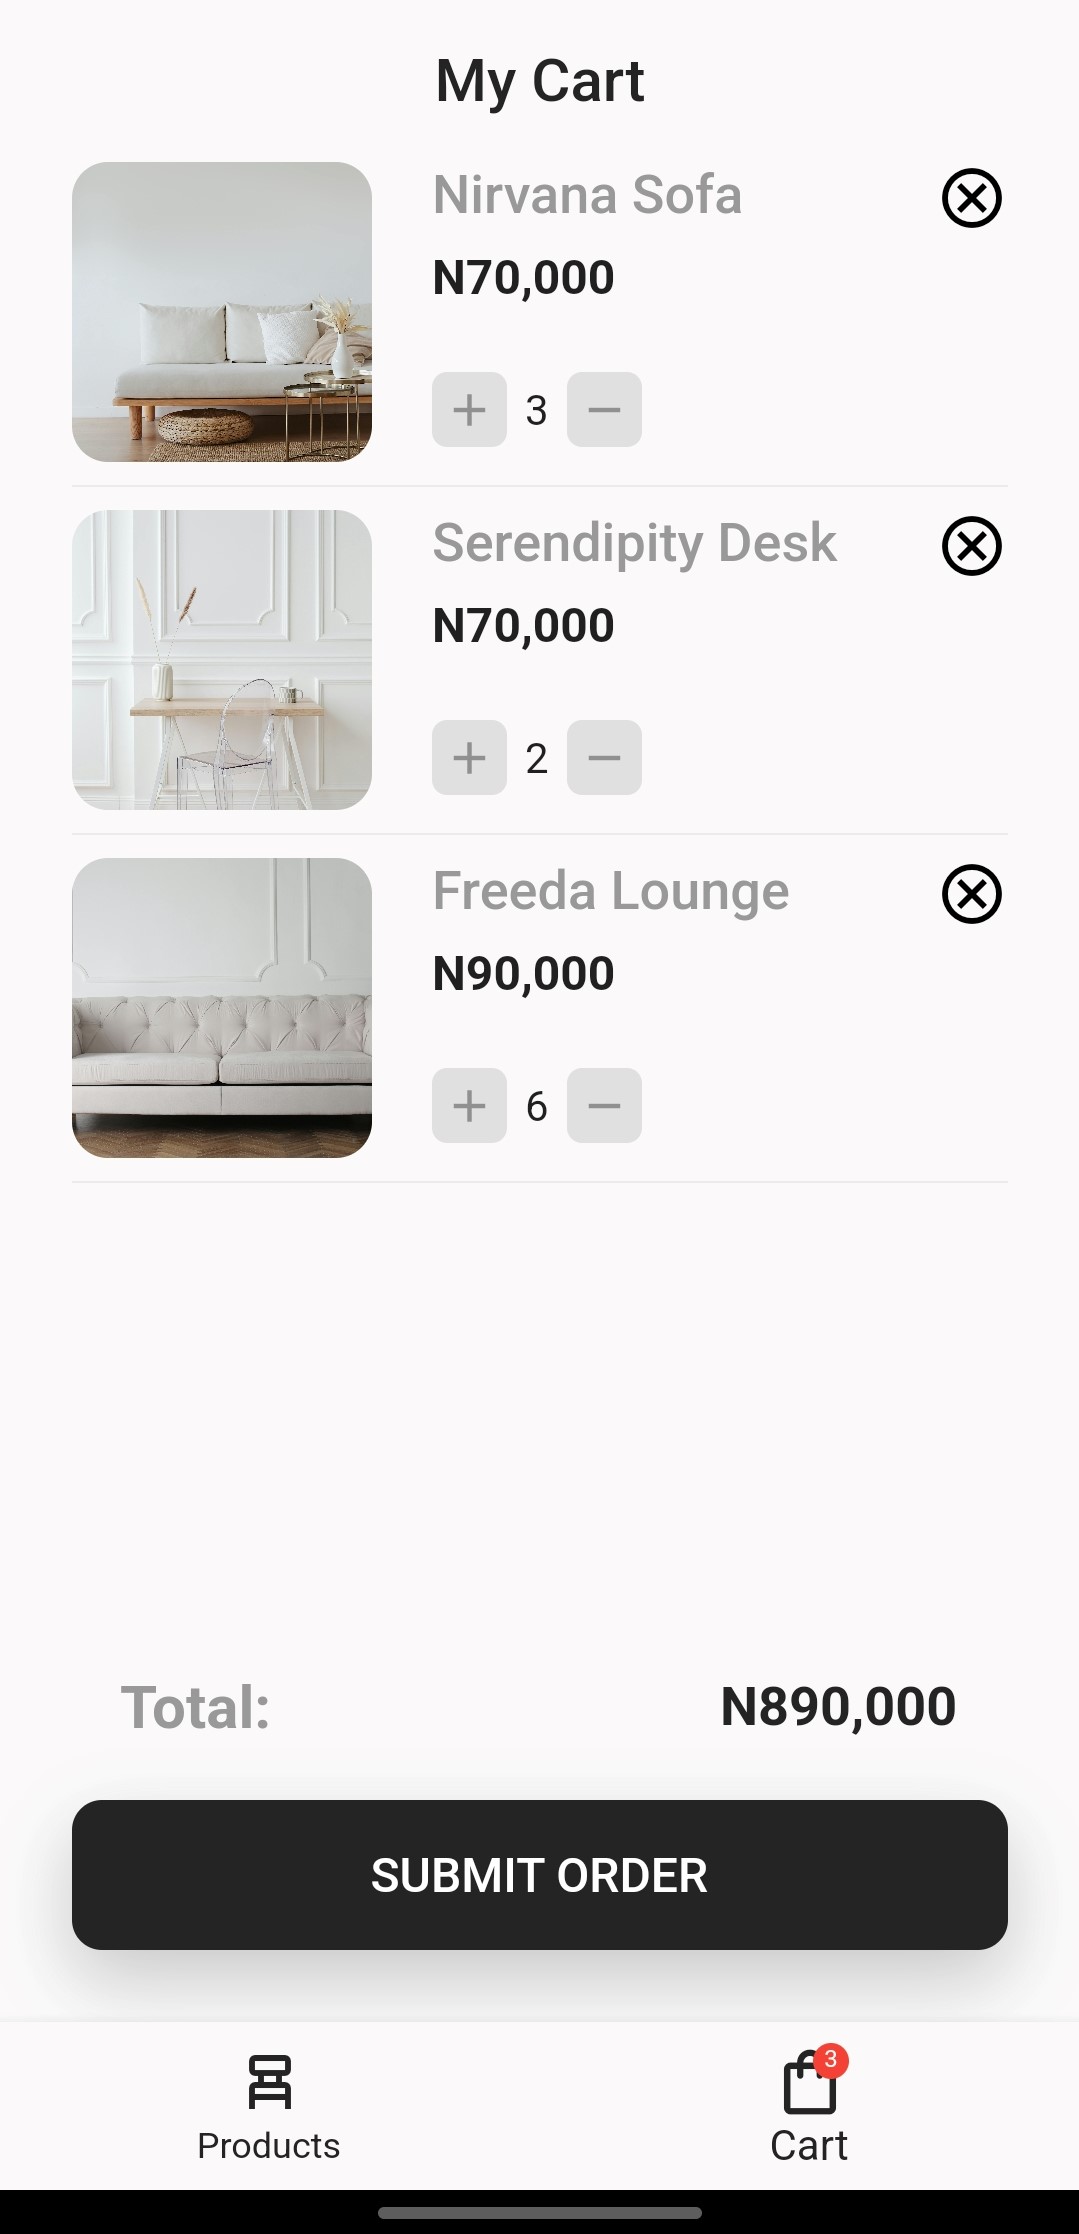 My Cart
Nirvana Sofa
N70,000
3
Serendipity Desk
N70,000
2
Freeda Lounge
N90,000
6
Total:
N890,000
SUBMIT ORDER
3
Products
Cart